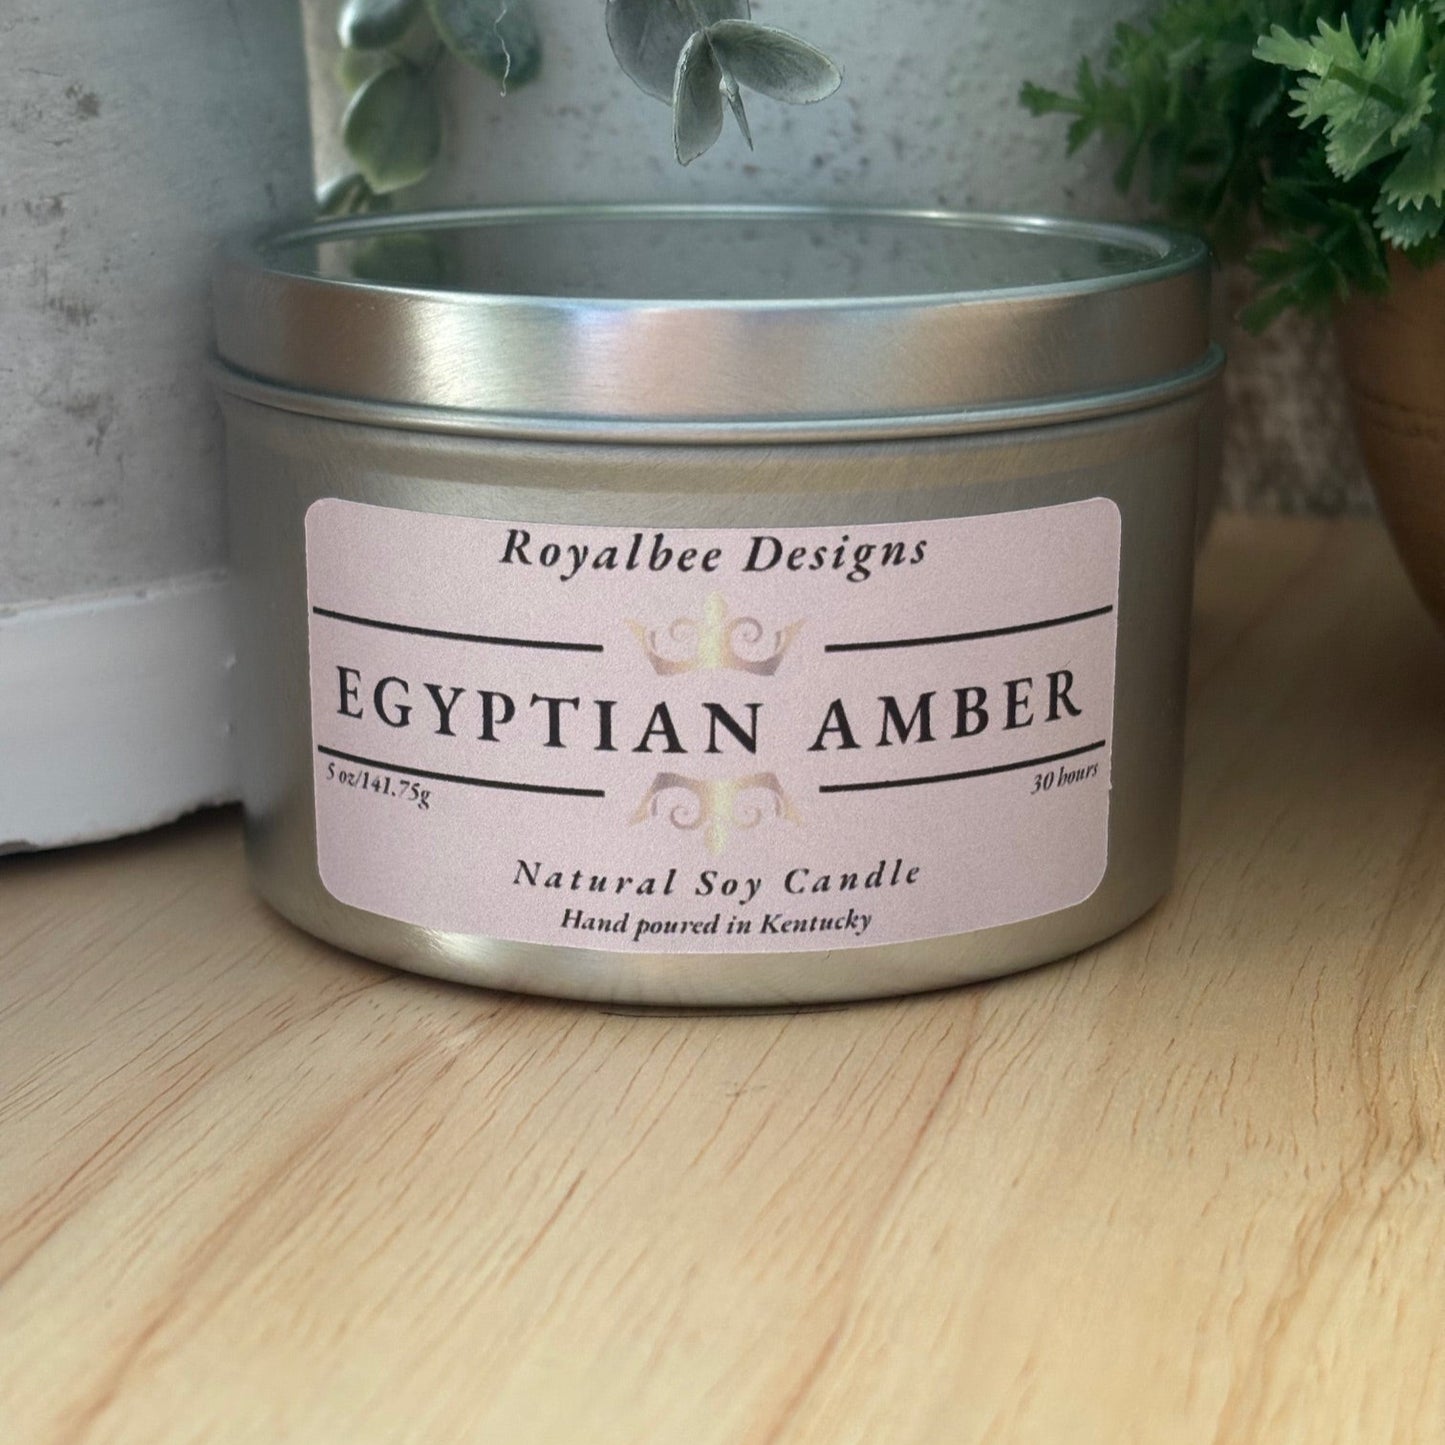 Royalbee Designs
EGYPTIAN AMBER
5 oz/141.75g
30 hours
Natural Soy Candle
Hand poured in Kentucky